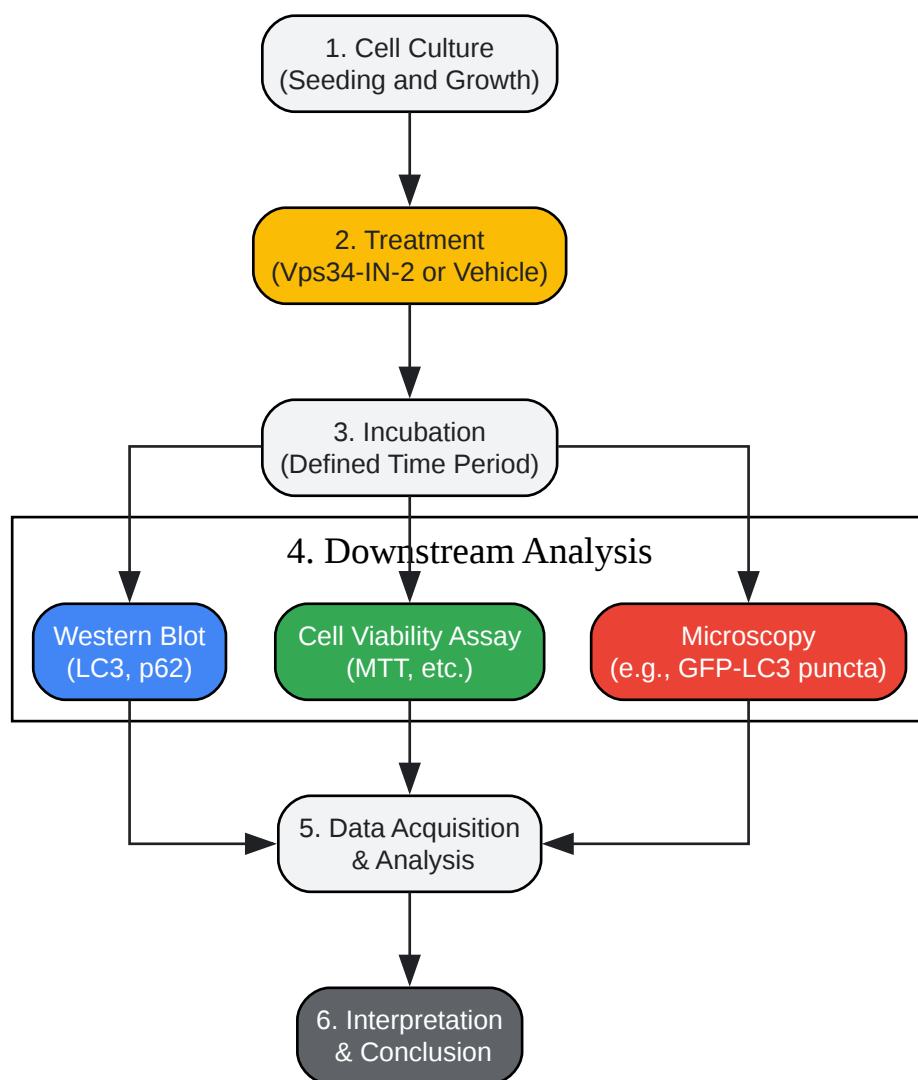 1. Cell Culture
(Seeding and Growth)
2. Treatment
(Vps34-IN-2 or Vehicle)
3. Incubation
(Defined Time Period)
4. Downstream Analysis
Western Blot
(LC3, p62)
Cell Viability Assay
(MTT, etc.)
Microscopy
(e.g., GFP-LC3 puncta)
5. Data Acquisition
& Analysis
6. Interpretation
& Conclusion